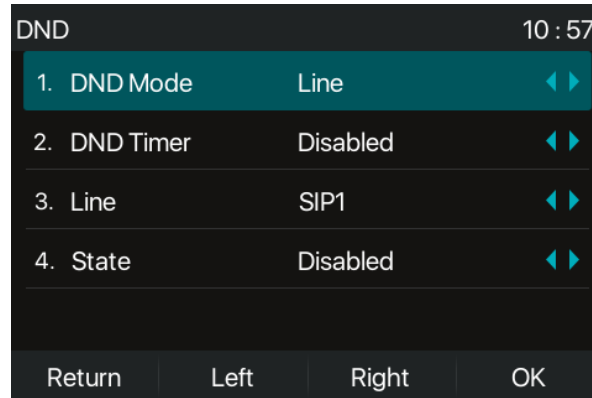 DND 10 : 57
1. DND Mode Line
2. DND Timer Disabled
3. Line SIP1
4. State Disabled
Return Left Right OK